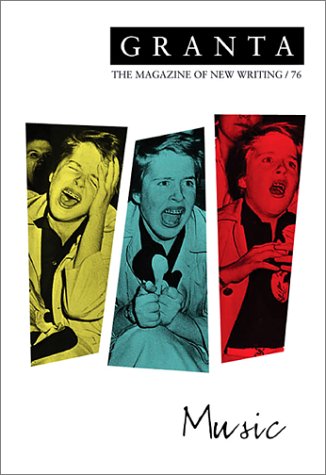 GRANTA
THE MAGAZINE OF NEW WRITING / 76
Music